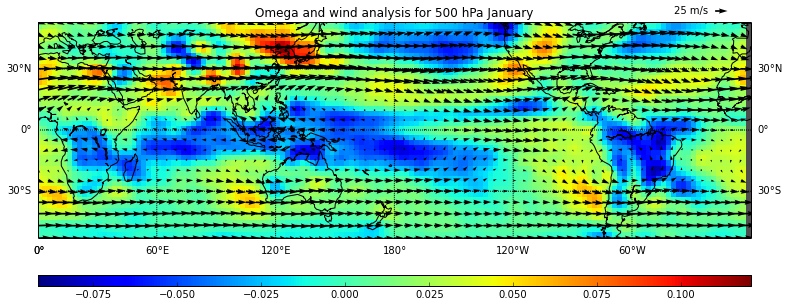 Omega and wind analysis for 500 hPa January
25 m/s
30°N 30°N
0° 0°
30°S 30°S
0° 60°E 120°E 180° 120°W 60°W
−0.075 −0.050 −0.025 0.000 0.025 0.050 0.075 0.100